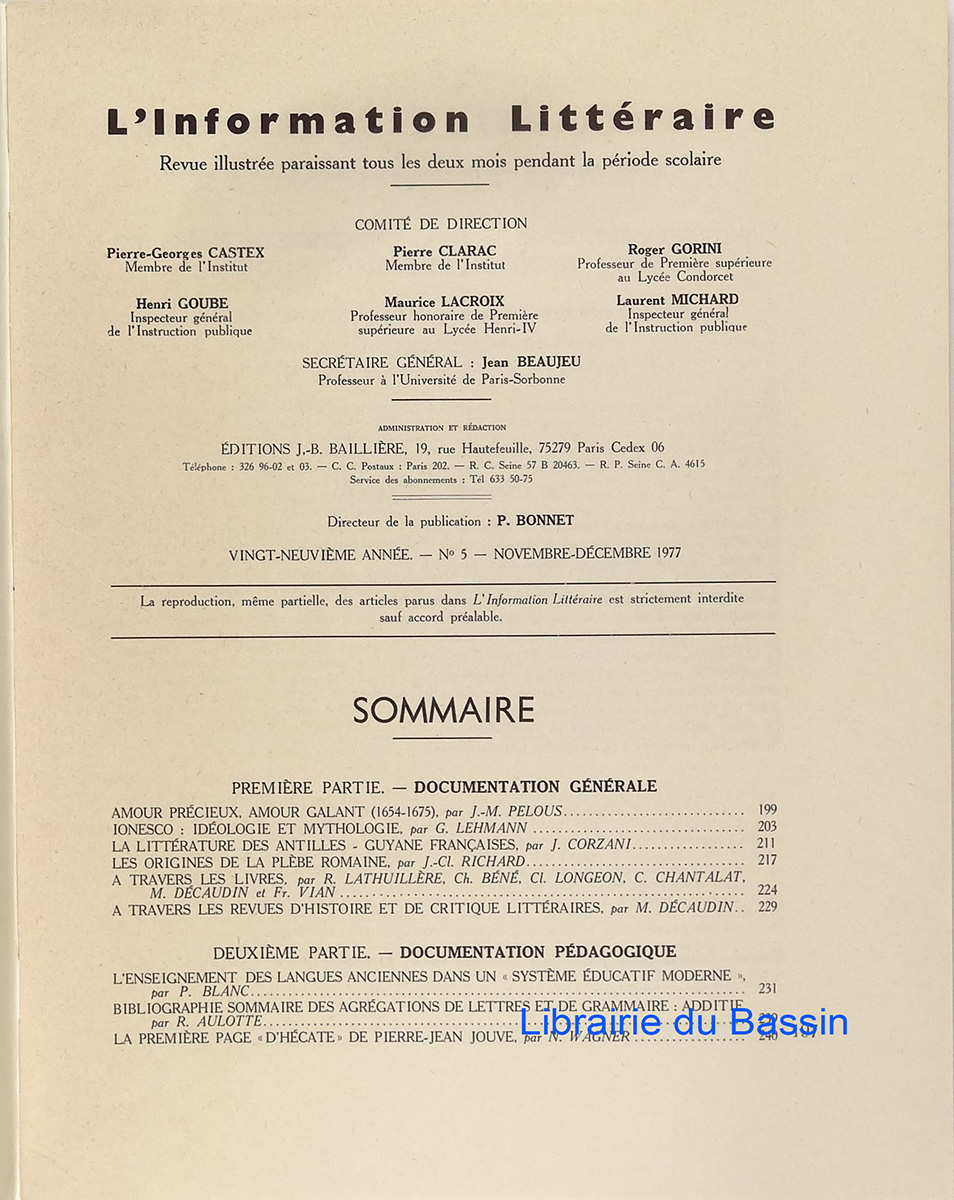 L'Information Littéraire
Revue illustrée paraissant tous les deux mois pendant la période scolaire
COMITÉ DE DIRECTION
Pierre-Georges CASTEX
Membre de l'Institut
Pierre CLARAC
Membre de l'Institut
Roger GORINI
Professeur de Première supérieure
au Lycée Condorcet
Henri GOUBE
Inspecteur général
de l'Instruction publique
Maurice LACROIX
Professeur honoraire de Première
supérieure au Lycée Henri-IV
Laurent MICHARD
Inspecteur général
de l'Instruction publique
SECRÉTAIRE GÉNÉRAL : Jean BEAUJEU
Professeur à l'Université de Paris-Sorbonne
ADMINISTRATION ET RÉDACTION
ÉDITIONS J.-B. BAILLIÈRE, 19, rue Hautefeuille, 75279 Paris Cedex 06
Téléphone : 326 96-02 et 03. — C. C. Postaux : Paris 202. — R. C. Seine 57 B 20463. — R. P. Seine C. A. 4615
Service des abonnements : Tél 633 50-75
Directeur de la publication : P. BONNET
VINGT-NEUVIÈME ANNÉE. — Nº 5 — NOVEMBRE-DÉCEMBRE 1977
La reproduction, même partielle, des articles parus dans L'Information Littéraire est strictement interdite
sauf accord préalable.
SOMMAIRE
PREMIÈRE PARTIE. — DOCUMENTATION GÉNÉRALE
AMOUR PRÉCIEUX, AMOUR GALANT (1654-1675), par J.-M. PELOUS.......................... 199
IONESCO : IDÉOLOGIE ET MYTHOLOGIE, par G. LEHMANN .............................. 203
LA LITTÉRATURE DES ANTILLES - GUYANE FRANÇAISES, par J. CORZANI................ 211
LES ORIGINES DE LA PLÈBE ROMAINE, par J.-Cl. RICHARD............................... 217
A TRAVERS LES LIVRES, par R. LATHUILLÈRE, Ch. BÉNÉ, Cl. LONGEON, C. CHANTALAT,
M. DÉCAUDIN et Fr. VIAN .......................................................... 224
A TRAVERS LES REVUES D'HISTOIRE ET DE CRITIQUE LITTÉRAIRES, par M. DÉCAUDIN.. 229
DEUXIÈME PARTIE. — DOCUMENTATION PÉDAGOGIQUE
L'ENSEIGNEMENT DES LANGUES ANCIENNES DANS UN « SYSTÈME ÉDUCATIF MODERNE »,
par P. BLANC....................................................................... 231
BIBLIOGRAPHIE SOMMAIRE DES AGRÉGATIONS DE LETTRES ET DE GRAMMAIRE : ADDITIF,
par R. AULOTTE.....................................................................
LA PREMIÈRE PAGE « D'HÉCATE » DE PIERRE-JEAN JOUVE, par N. WAGNER ................ 240
Librairie du Bassin